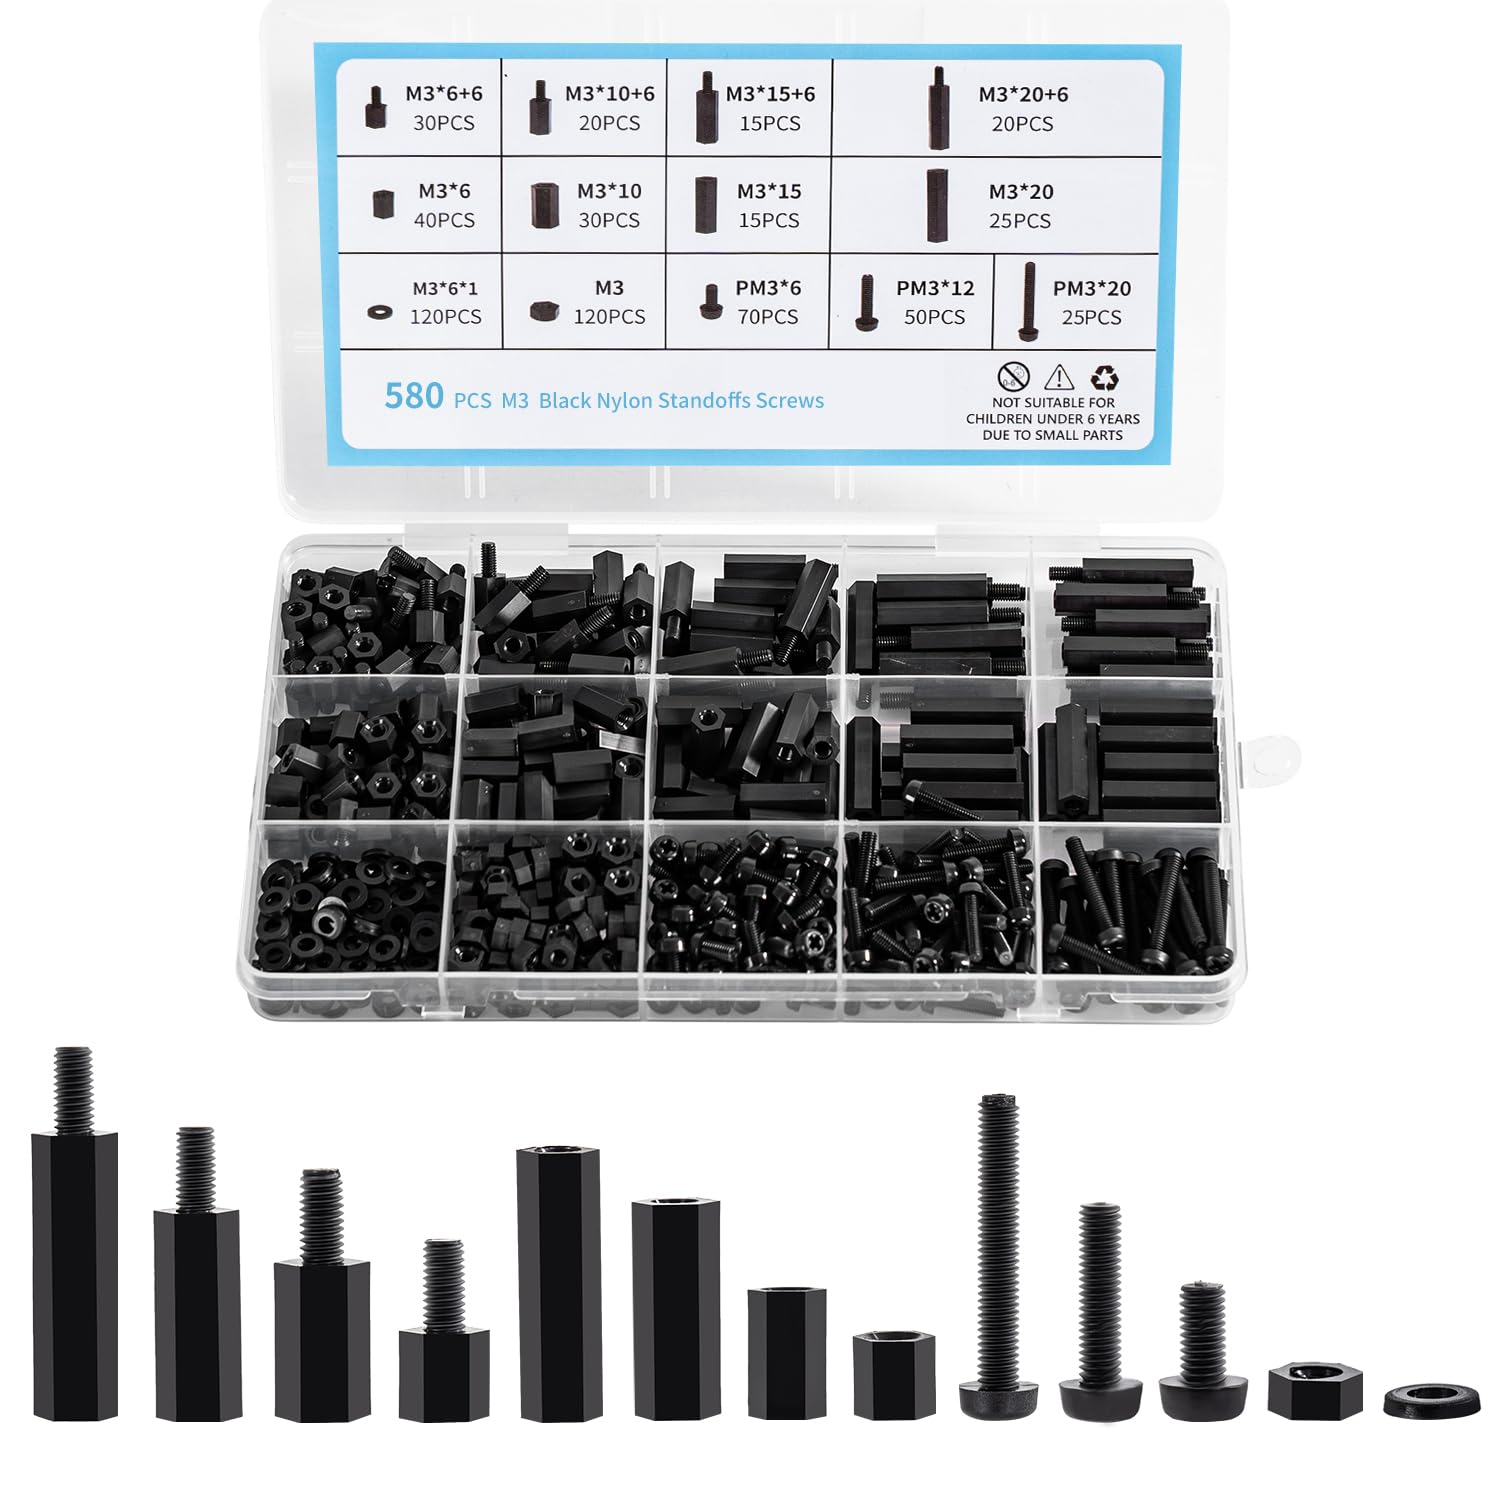 M3*6+6
30PCS
M3*10+6
20PCS
M3*15+6
15PCS
M3*20+6
20PCS
M3*6
40PCS
M3*10
30PCS
M3*15
15PCS
M3*20
25PCS
M3*6*1
120PCS
M3
120PCS
PM3*6
70PCS
PM3*12
50PCS
PM3*20
25PCS
580 PCS M3 Black Nylon Standoffs Screws
0-6
NOT SUITABLE FOR
CHILDREN UNDER 6 YEARS
DUE TO SMALL PARTS